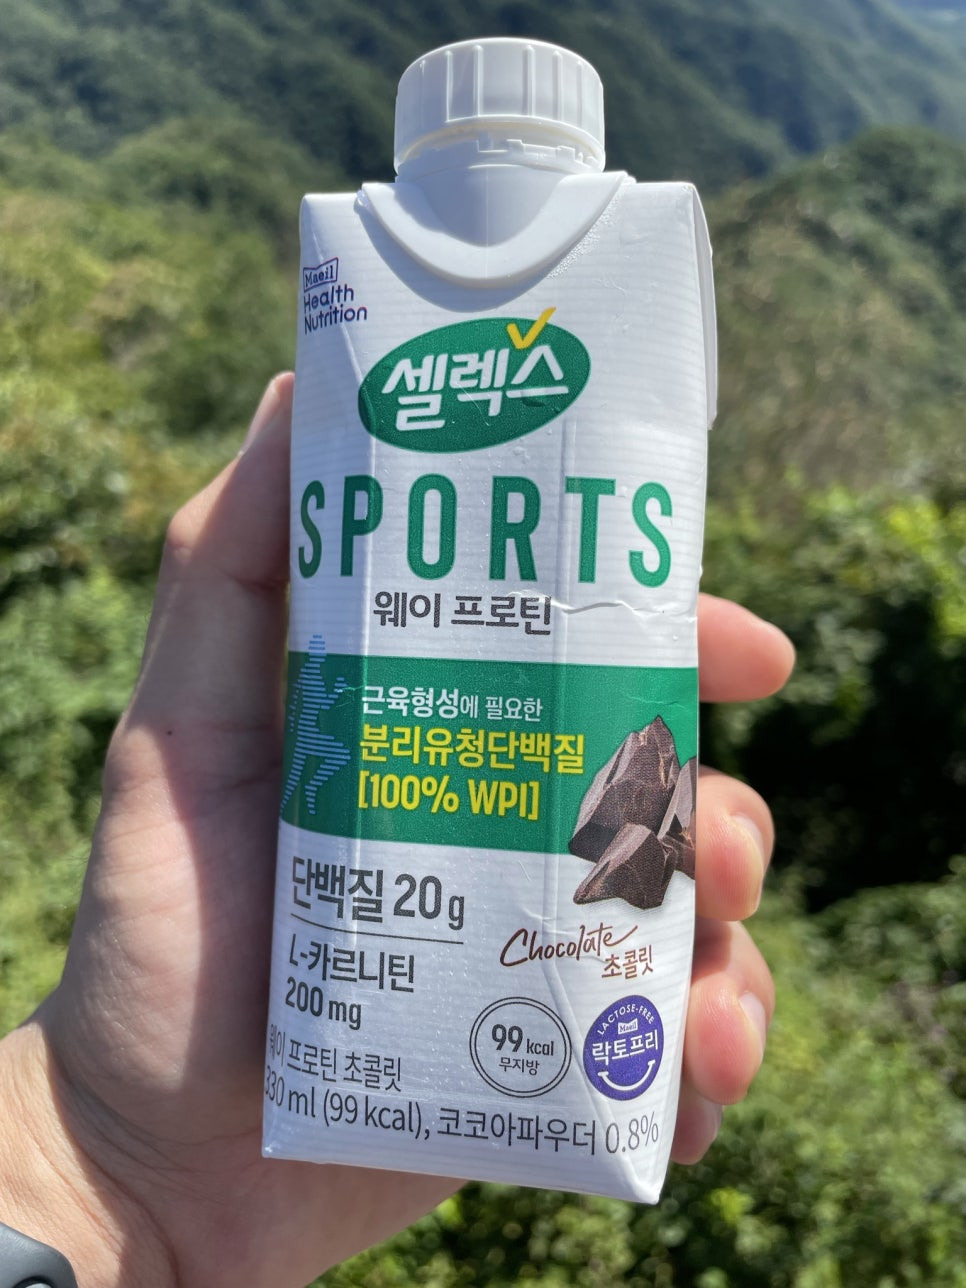 Maeil
Health
Nutrition
셀렉스
SPORTS
웨이 프로틴
근육형성에 필요한
분리유청단백질
[100% WPI]
단백질 20g
L-카르니틴
200 mg
Chocolate
초콜릿
99 kcal
무지방
LACTOSE-FREE
Maeil
락토프리
웨이 프로틴 초콜릿
330 ml (99 kcal), 코코아파우더 0.8%